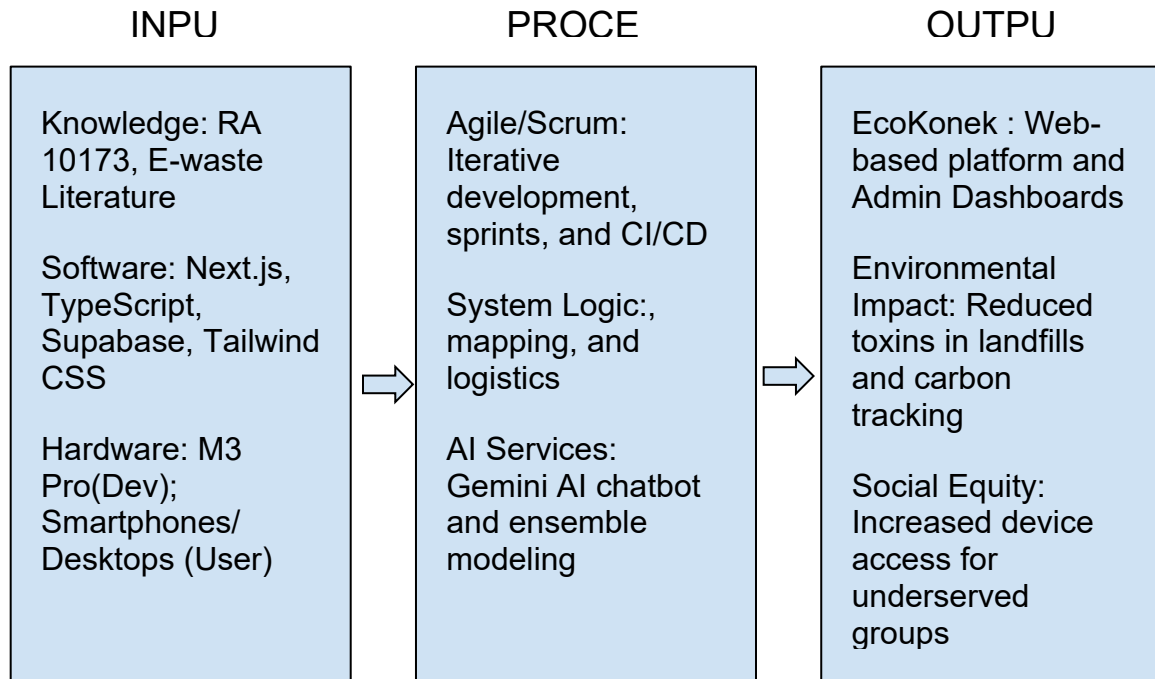 INPU
PROCE
OUTPU
Knowledge: RA
10173, E-waste
Literature
Software: Next.js,
TypeScript,
Supabase, Tailwind
CSS
Hardware: M3
Pro(Dev);
Smartphones/
Desktops (User)
Agile/Scrum:
Iterative
development,
sprints, and CI/CD
System Logic:,
mapping, and
logistics
AI Services:
Gemini AI chatbot
and ensemble
modeling
EcoKonek : Web-
based platform and
Admin Dashboards
Environmental
Impact: Reduced
toxins in landfills
and carbon
tracking
Social Equity:
Increased device
access for
underserved
groups